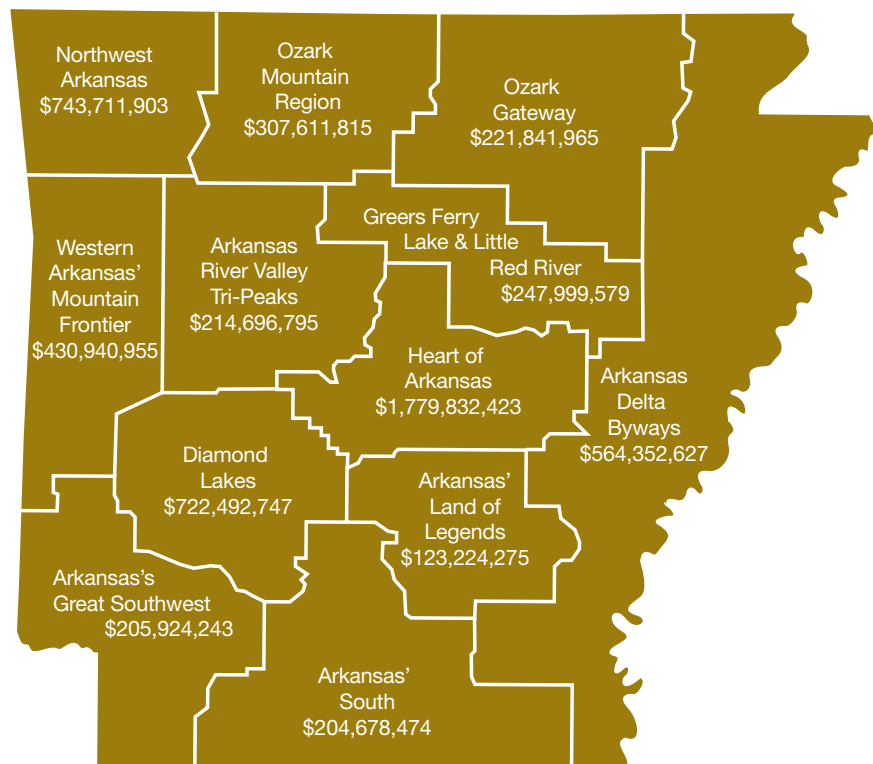 Northwest
Arkansas
$743,711,903
Ozark
Mountain
Region
$307,611,815
Ozark
Gateway
$221,841,965
Greers Ferry
Lake & Little
Red River
$247,999,579
Western
Arkansas’
Mountain
Frontier
$430,940,955
Arkansas
River Valley
Tri-Peaks
$214,696,795
Heart of
Arkansas
$1,779,832,423
Arkansas
Delta
Byways
$564,352,627
Diamond
Lakes
$722,492,747
Arkansas’
Land of
Legends
$123,224,275
Arkansas’s
Great Southwest
$205,924,243
Arkansas’
South
$204,678,474